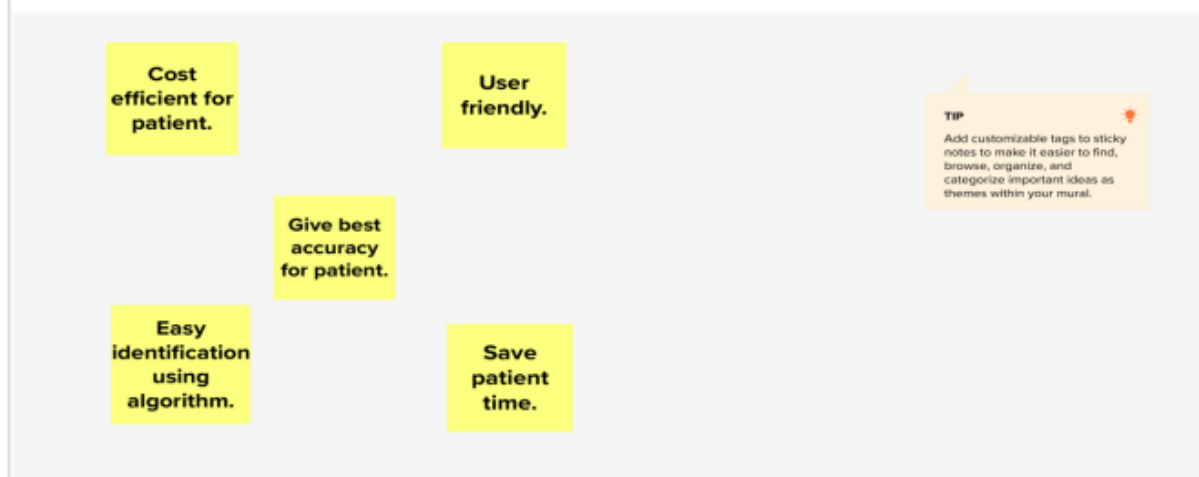 Cost
efficient for
patient.
User
friendly.
Give best
accuracy
for patient.
Easy
identification
using
algorithm.
Save
patient
time.
TIP
Add customizable tags to sticky
notes to make it easier to find,
browse, organize, and
categorize important ideas as
themes within your mural.